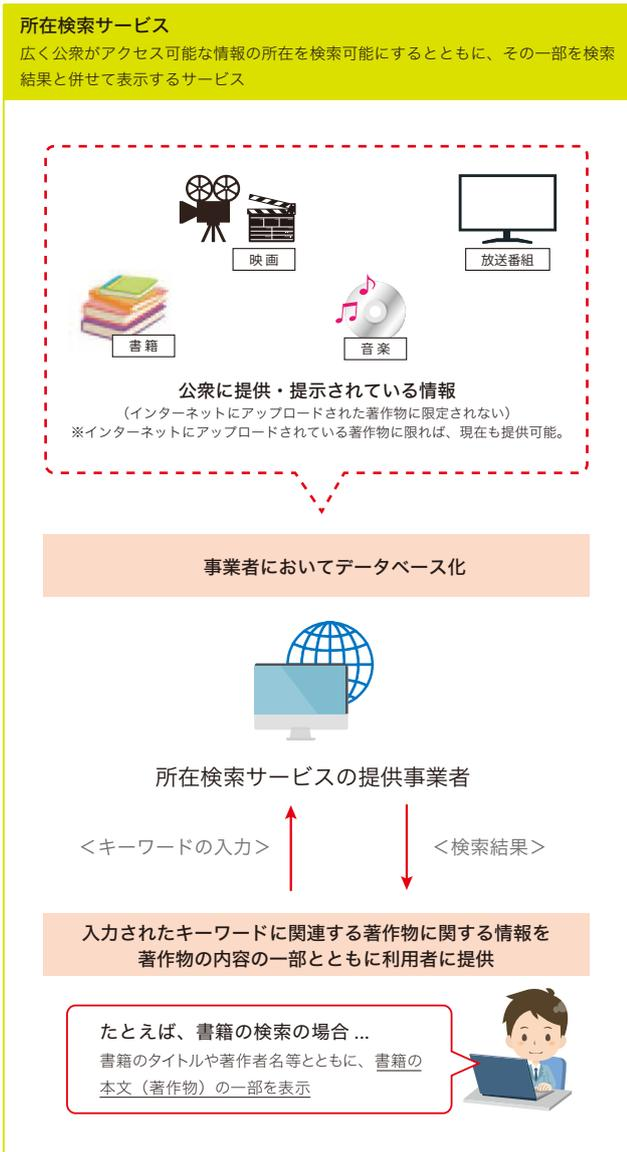 所在検索サービス
広く公衆がアクセス可能な情報の所在を検索可能にするとともに、その一部を検索
結果と併せて表示するサービス
映 画
放送番組
書 籍
音 楽
公衆に提供・提示されている情報
（インターネットにアップロードされた著作物に限定されない）
※インターネットにアップロードされている著作物に限れば、現在も提供可能。
事業者においてデータベース化
所在検索サービスの提供事業者
＜キーワードの入力＞
＜検索結果＞
入力されたキーワードに関連する著作物に関する情報を
著作物の内容の一部とともに利用者に提供
たとえば、書籍の検索の場合 ...
書籍のタイトルや著作者名等とともに、書籍の
本文（著作物）の一部を表示